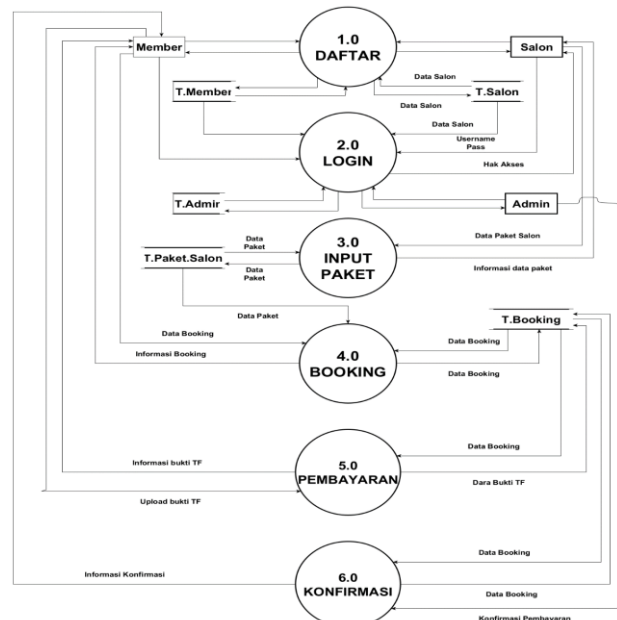 1.0
DAFTAR
Member
Salon
T.Member
Data Salon
T.Salon
Data Salon
Data Salon
2.0
LOGIN
Username
Pass
Hak Akses
T.Admir
Admin
Data Paket Salon
3.0
INPUT
PAKET
Data
Paket
T.Paket.Salon
Data
Paket
Informasi data paket
Data Paket
T.Booking
Data Booking
Data Booking
4.0
BOOKING
Informasi Booking
Data Booking
Data Booking
5.0
PEMBAYARAN
Informasi bukti TF
Dara Bukti TF
Upload bukti TF
Data Booking
6.0
KONFIRMASI
Informasi Konfirmasi
Data Booking
Konfirmasi Pembayaran